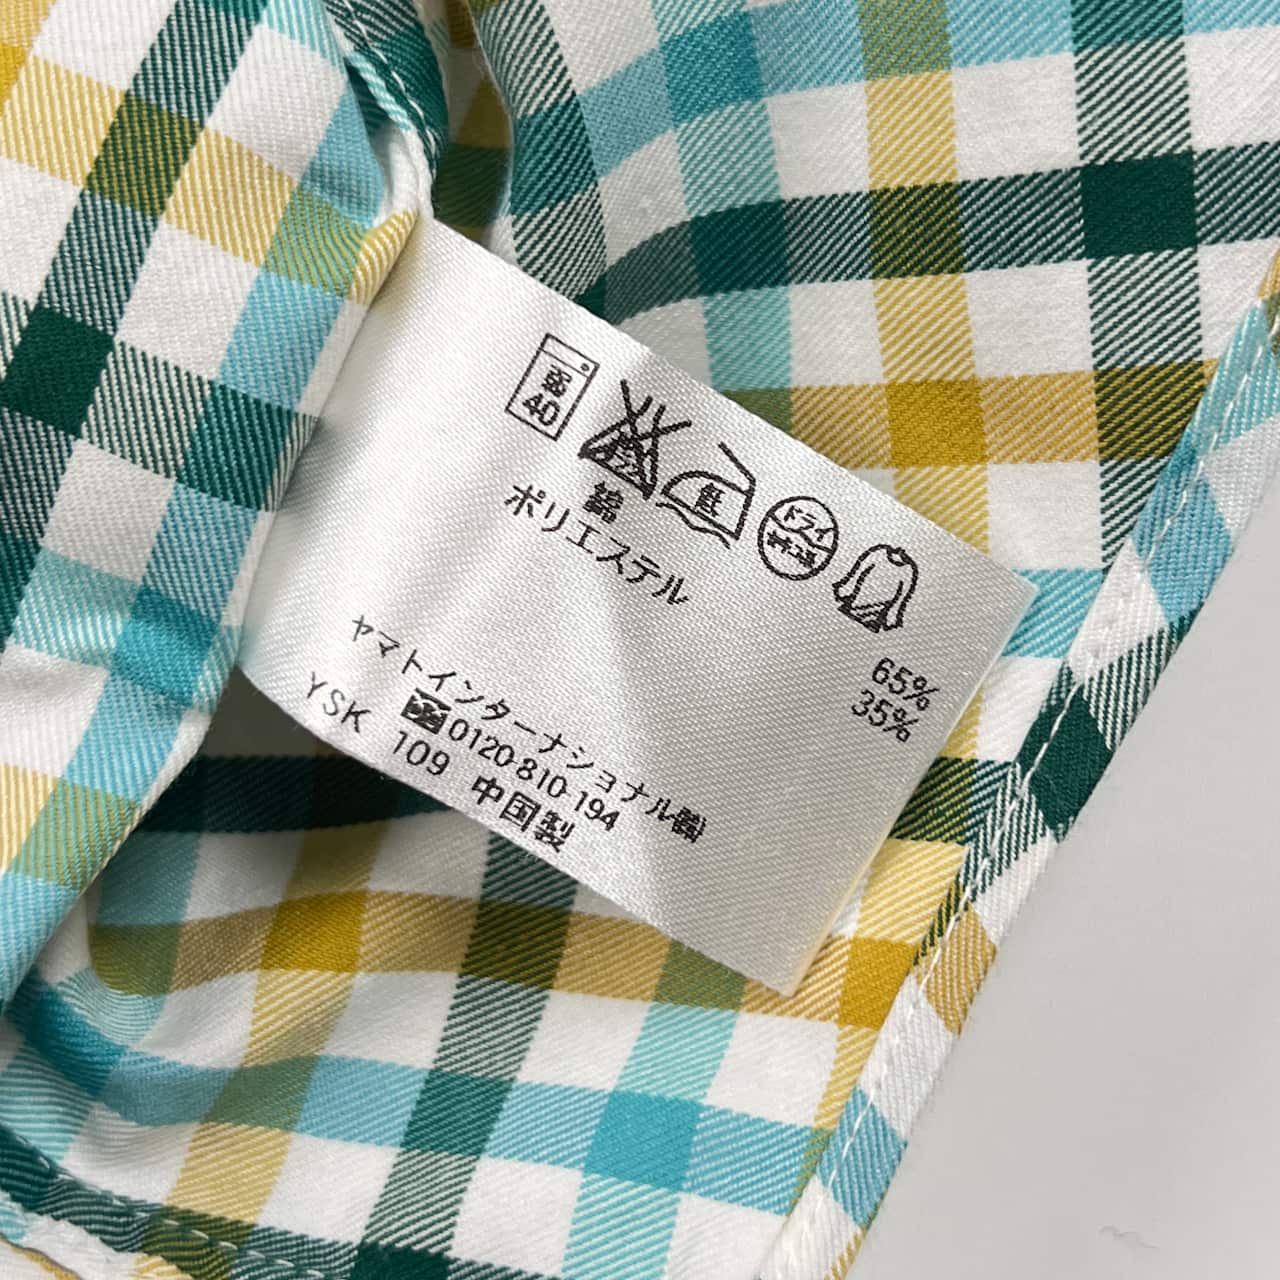 弱
40
低
ドライ
綿 65%
ポリエステル 35%
ヤマトインターナショナル㈱
0120-810-194
YSK 109 中国製